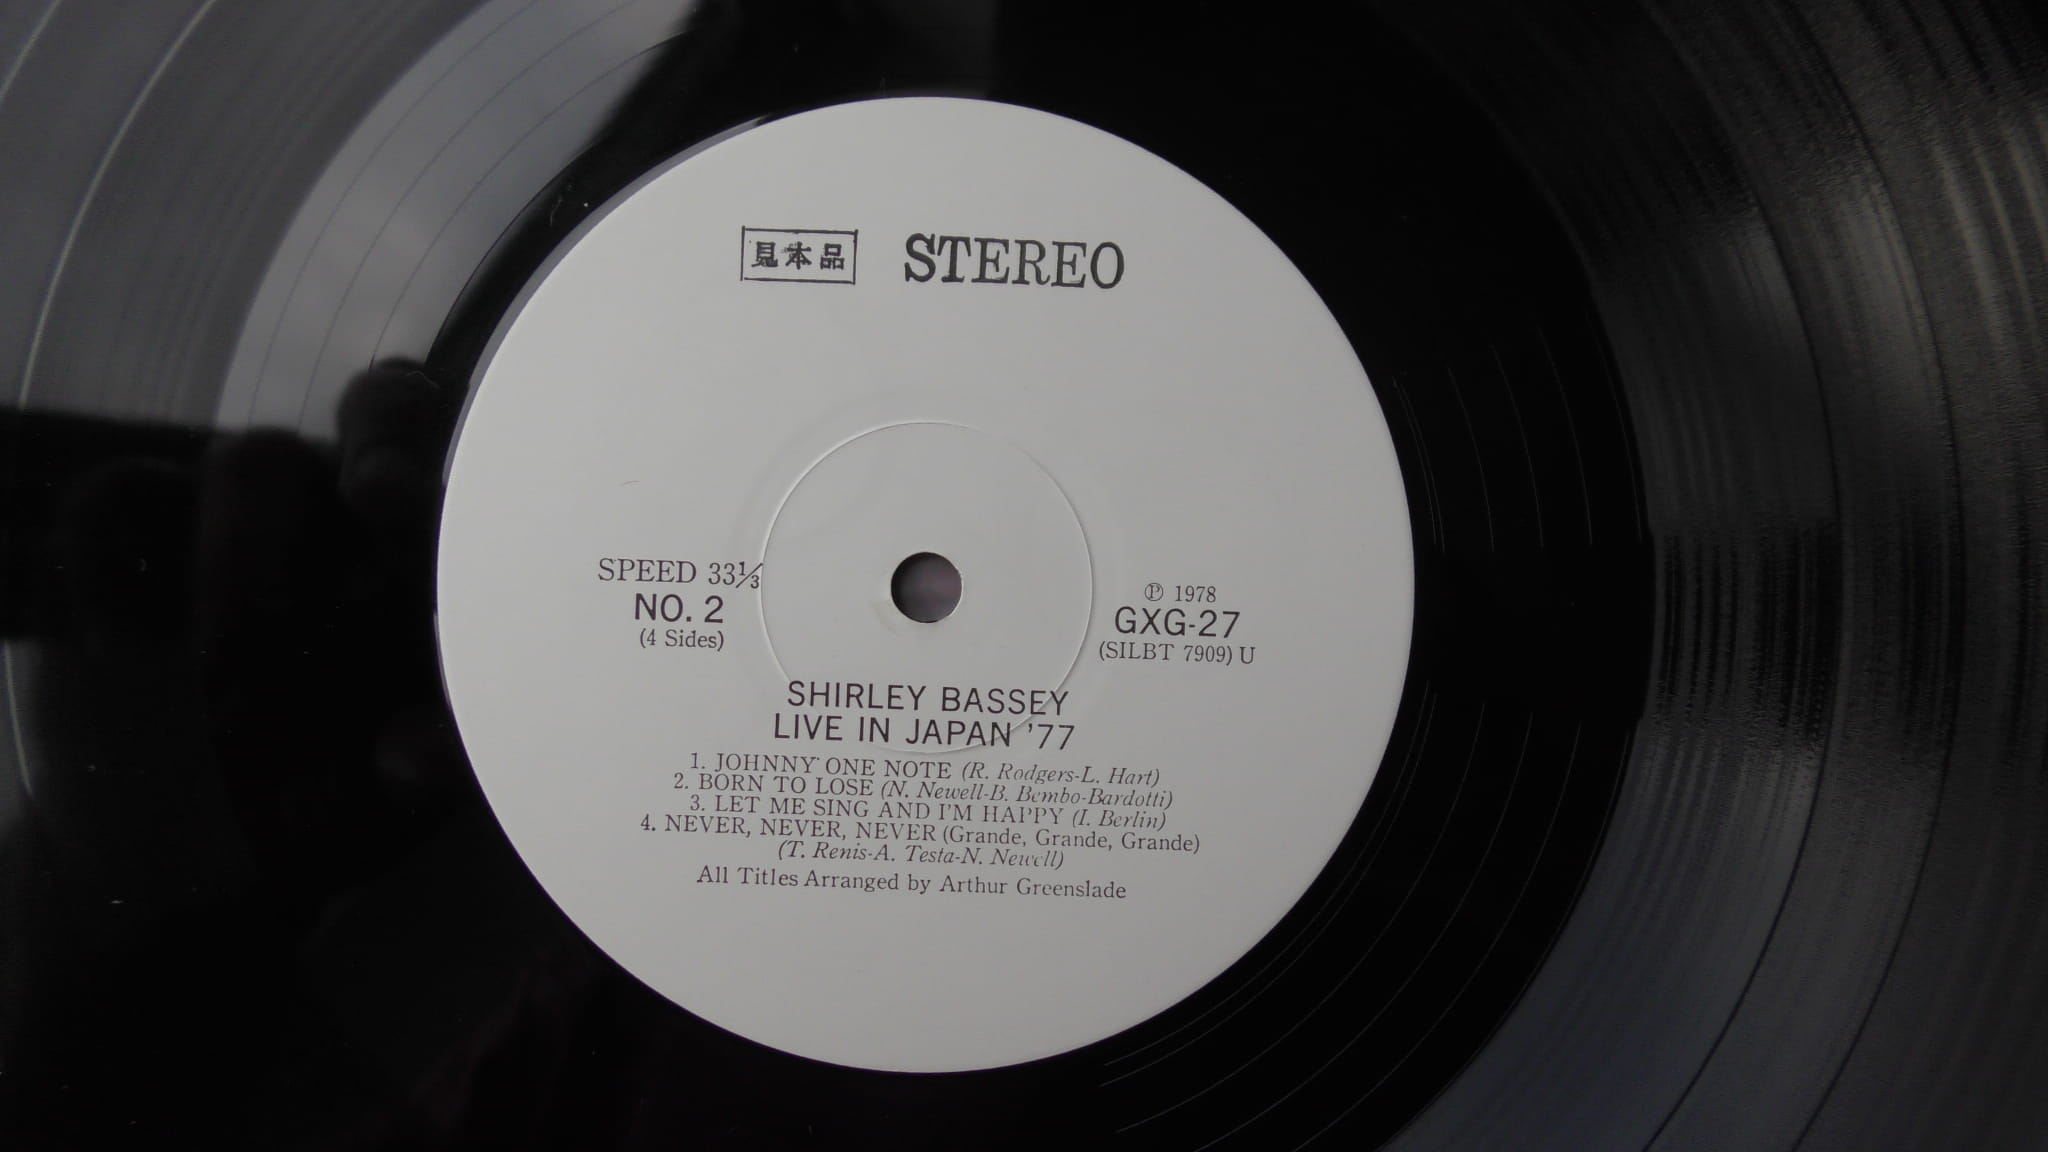 見本品 STEREO
SPEED 33⅓
NO. 2
(4 Sides)
Ⓟ 1978
GXG-27
(SILBT 7909) U
SHIRLEY BASSEY
LIVE IN JAPAN '77
1. JOHNNY ONE NOTE (R. Rodgers-L. Hart)
2. BORN TO LOSE (N. Newell-B. Bembo-Bardotti)
3. LET ME SING AND I'M HAPPY (I. Berlin)
4. NEVER, NEVER, NEVER (Grande, Grande, Grande)
(T. Renis-A. Testa-N. Newell)
All Titles Arranged by Arthur Greenslade